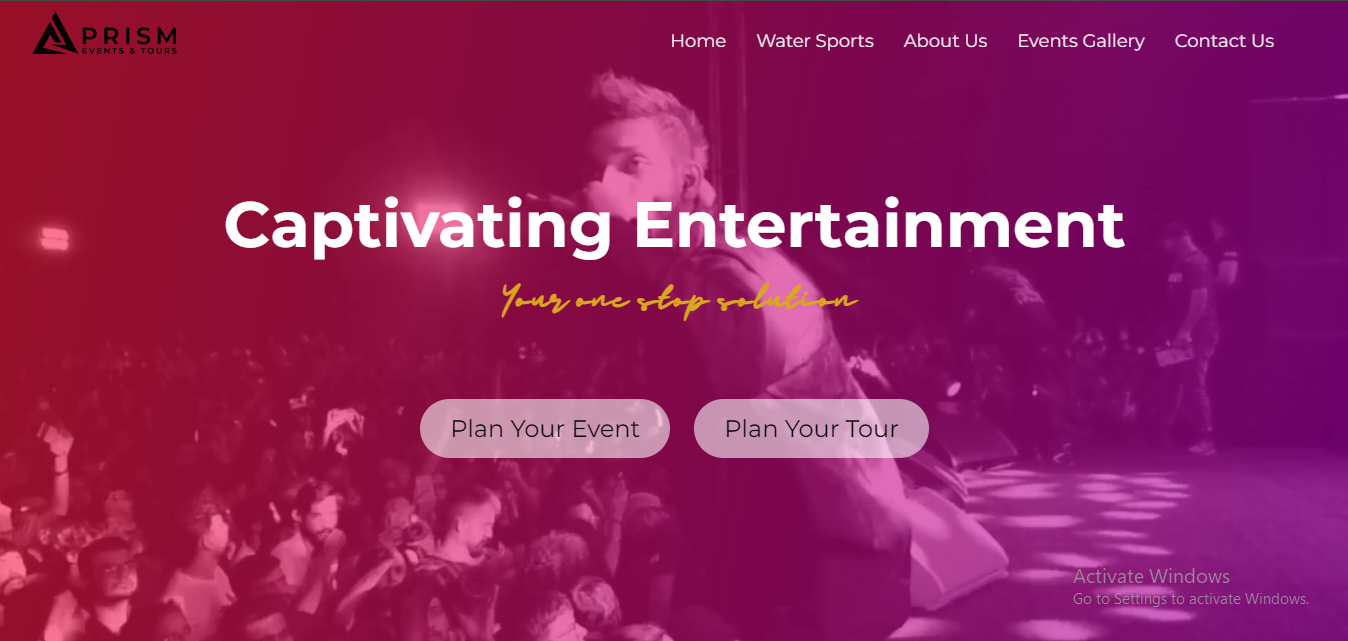 PRISM
EVENTS & TOURS
Home Water Sports About Us Events Gallery Contact Us
Captivating Entertainment
Your one stop solution
Plan Your Event Plan Your Tour
Activate Windows
Go to Settings to activate Windows.